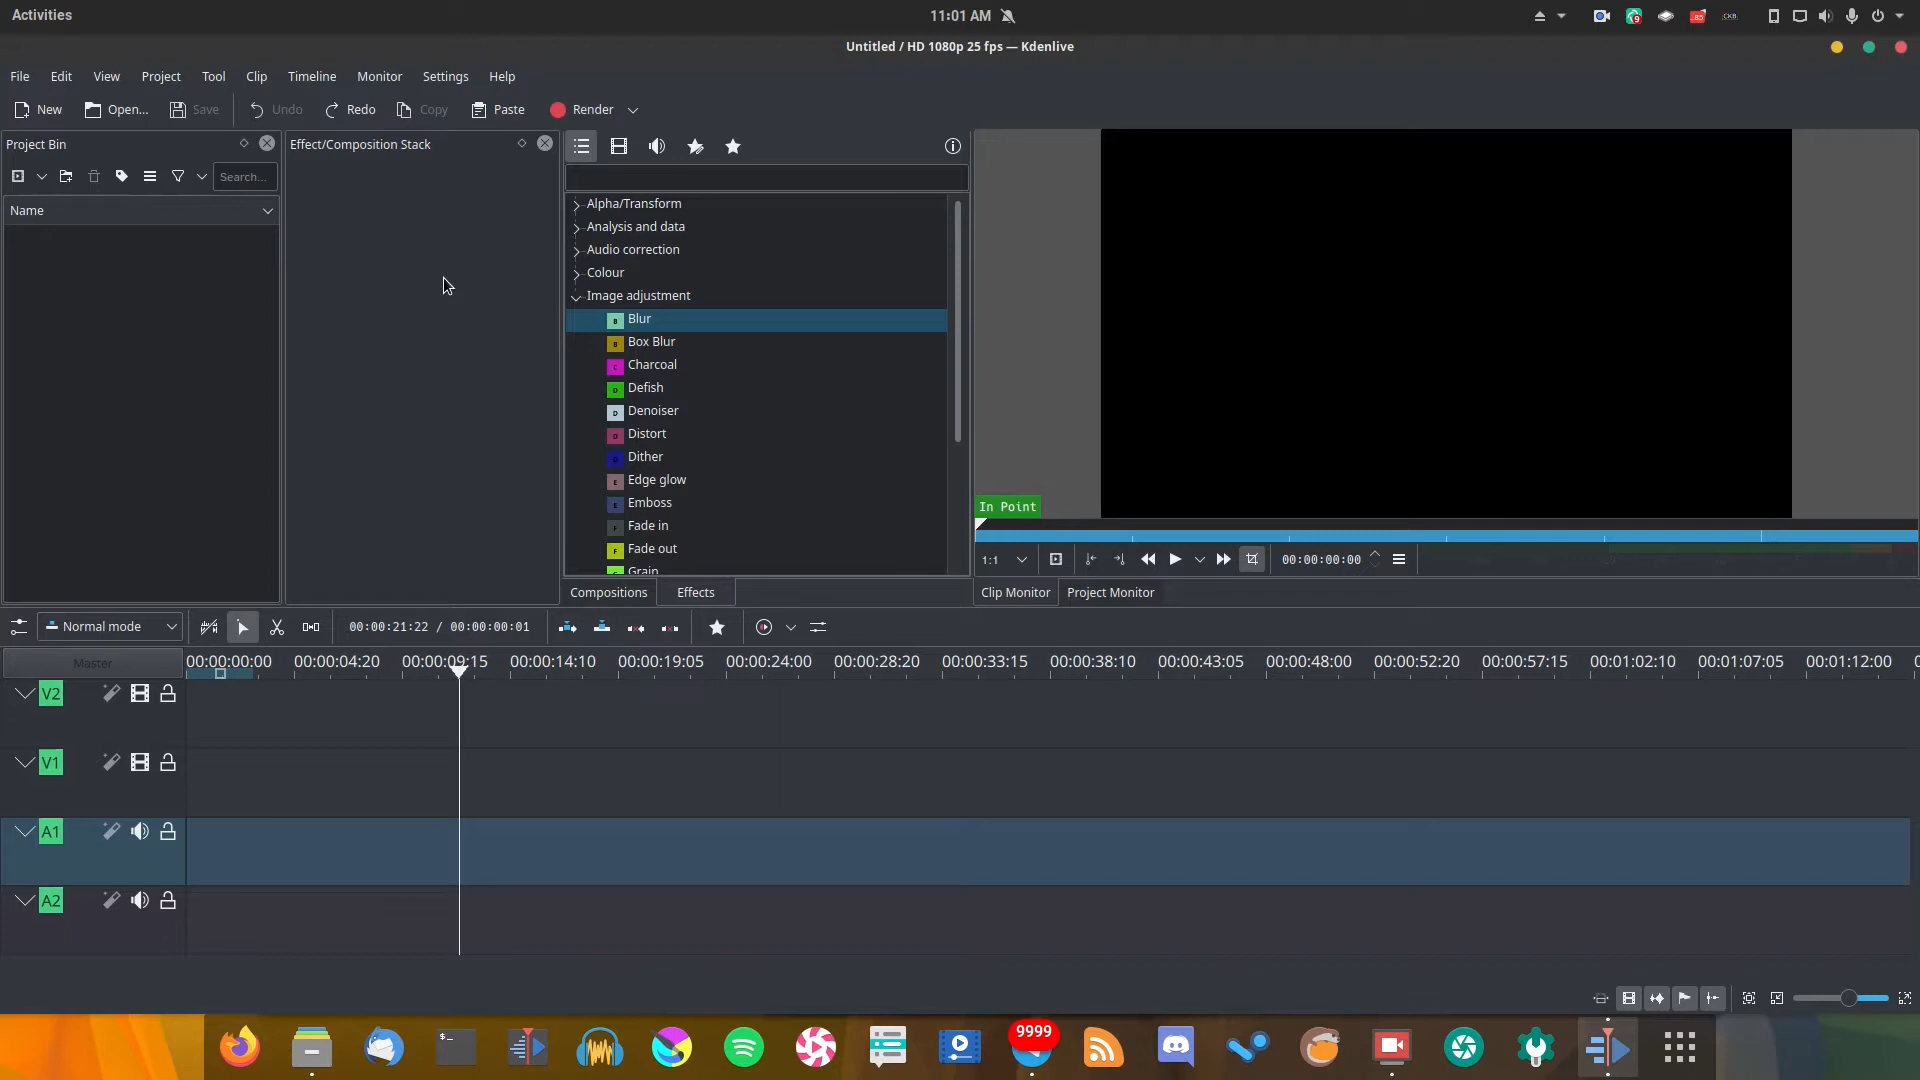 Activities
11:01 AM
9
85
CKB
Untitled / HD 1080p 25 fps — Kdenlive
File Edit View Project Tool Clip Timeline Monitor Settings Help
New Open... Save Undo Redo Copy Paste Render
Project Bin
Effect/Composition Stack
Search...
Name
Alpha/Transform
Analysis and data
Audio correction
Colour
Image adjustment
B Blur
B Box Blur
C Charcoal
D Defish
D Denoiser
D Distort
D Dither
E Edge glow
E Emboss
F Fade in
F Fade out
Grain
In Point
1:1
00:00:00:00
Compositions Effects
Clip Monitor Project Monitor
Normal mode
00:00:21:22 / 00:00:00:01
Master
00:00:00:00 00:00:04:20 00:00:09:15 00:00:14:10 00:00:19:05 00:00:24:00 00:00:28:20 00:00:33:15 00:00:38:10 00:00:43:05 00:00:48:00 00:00:52:20 00:00:57:15 00:01:02:10 00:01:07:05 00:01:12:00
V2
V1
A1
A2
9999